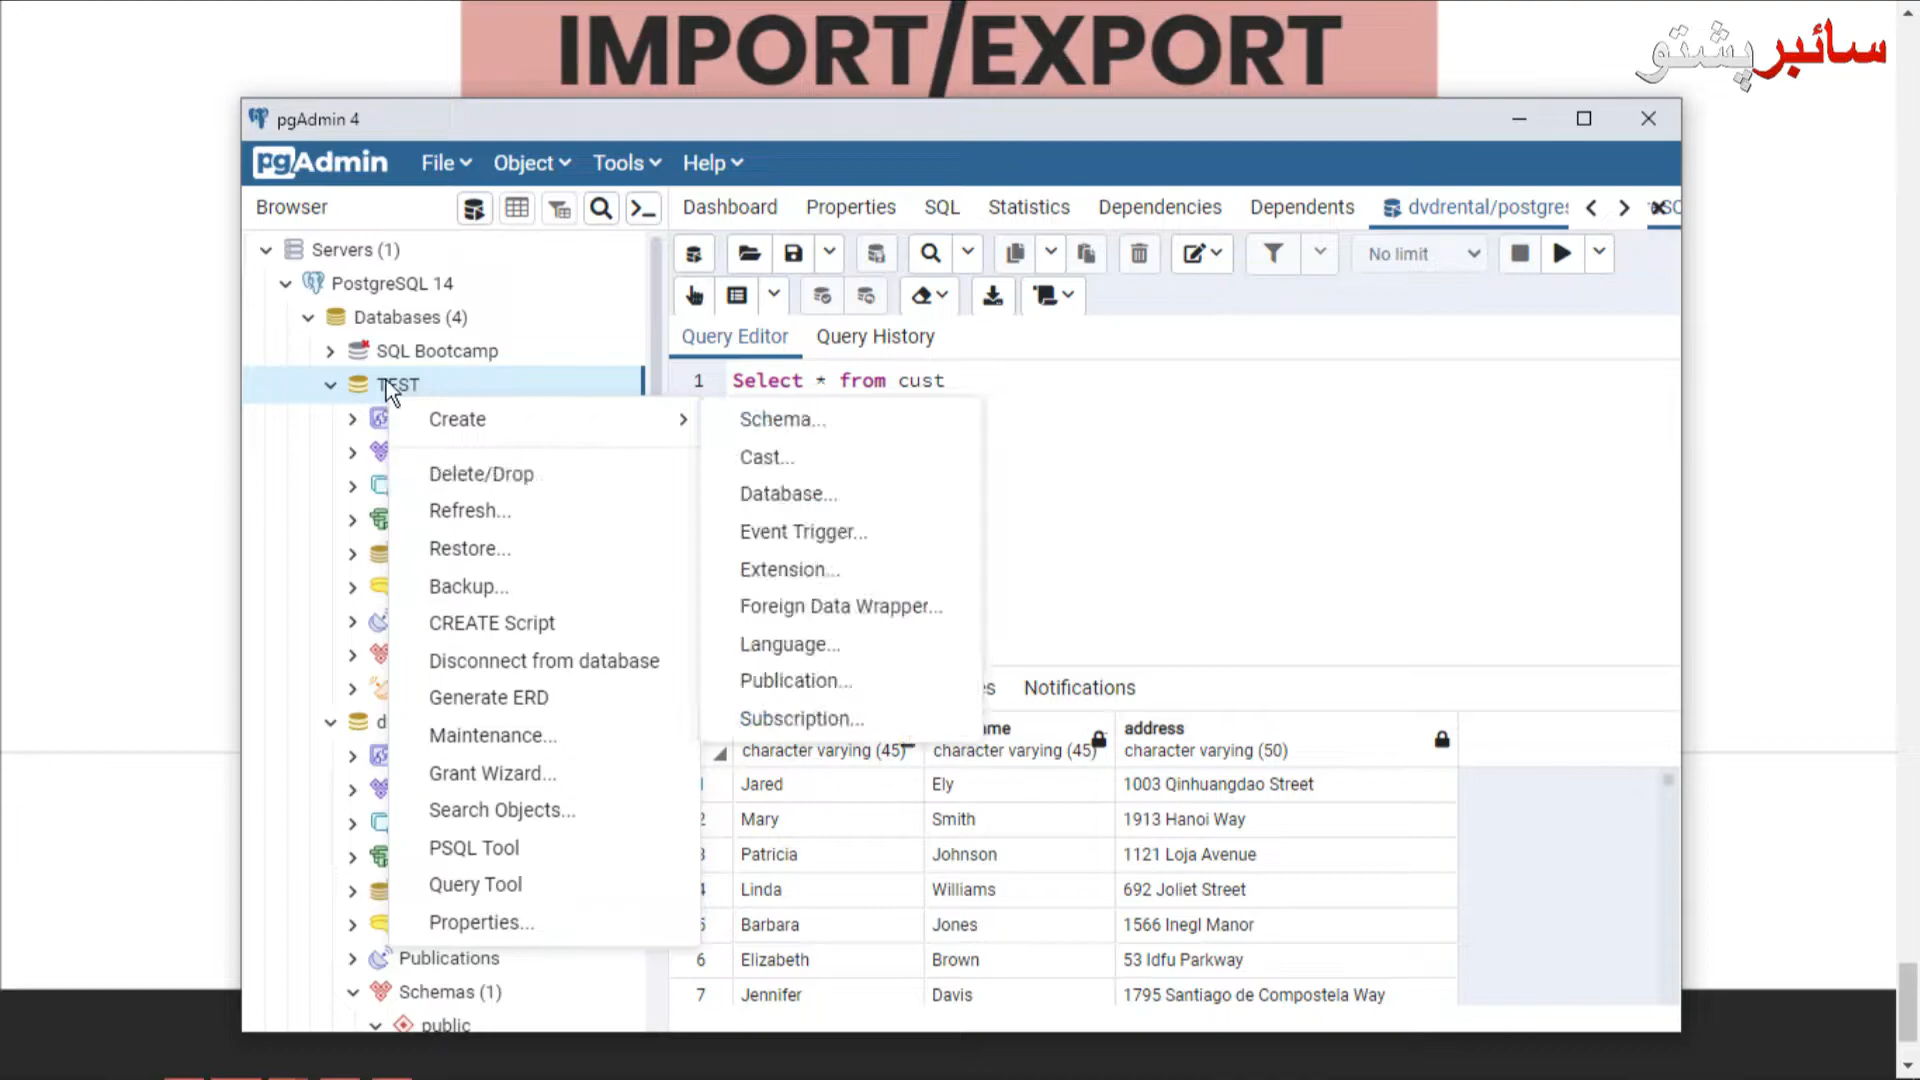 IMPORT/EXPORT
سائبر پشتو
pgAdmin 4
pgAdmin File Object Tools Help
Browser
Dashboard Properties SQL Statistics Dependencies Dependents dvdrental/postgres
Servers (1)
PostgreSQL 14
No limit
Databases (4)
Query Editor Query History
SQL Bootcamp
TEST
1 Select * from cust
Create
Delete/Drop
Refresh...
Restore...
Backup...
CREATE Script
Disconnect from database
Generate ERD
Maintenance...
Grant Wizard...
Search Objects...
PSQL Tool
Query Tool
Properties...
Schema...
Cast...
Database...
Event Trigger...
Extension...
Foreign Data Wrapper...
Language...
Publication...
Subscription...
Publications
Schemas (1)
public
Notifications
address
character varying (45) character varying (45) character varying (50)
Jared Ely 1003 Qinhuangdao Street
2 Mary Smith 1913 Hanoi Way
3 Patricia Johnson 1121 Loja Avenue
4 Linda Williams 692 Joliet Street
5 Barbara Jones 1566 Inegl Manor
6 Elizabeth Brown 53 Idfu Parkway
7 Jennifer Davis 1795 Santiago de Compostela Way